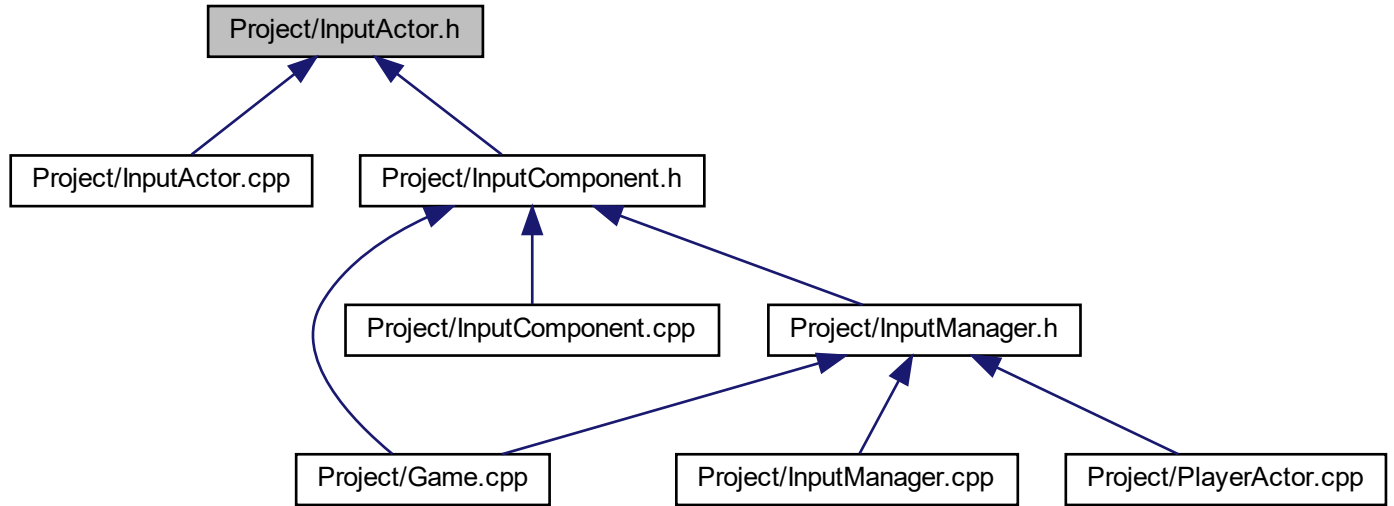 Project/InputActor.h
Project/InputActor.cpp
Project/InputComponent.h
Project/InputComponent.cpp
Project/InputManager.h
Project/Game.cpp
Project/InputManager.cpp
Project/PlayerActor.cpp